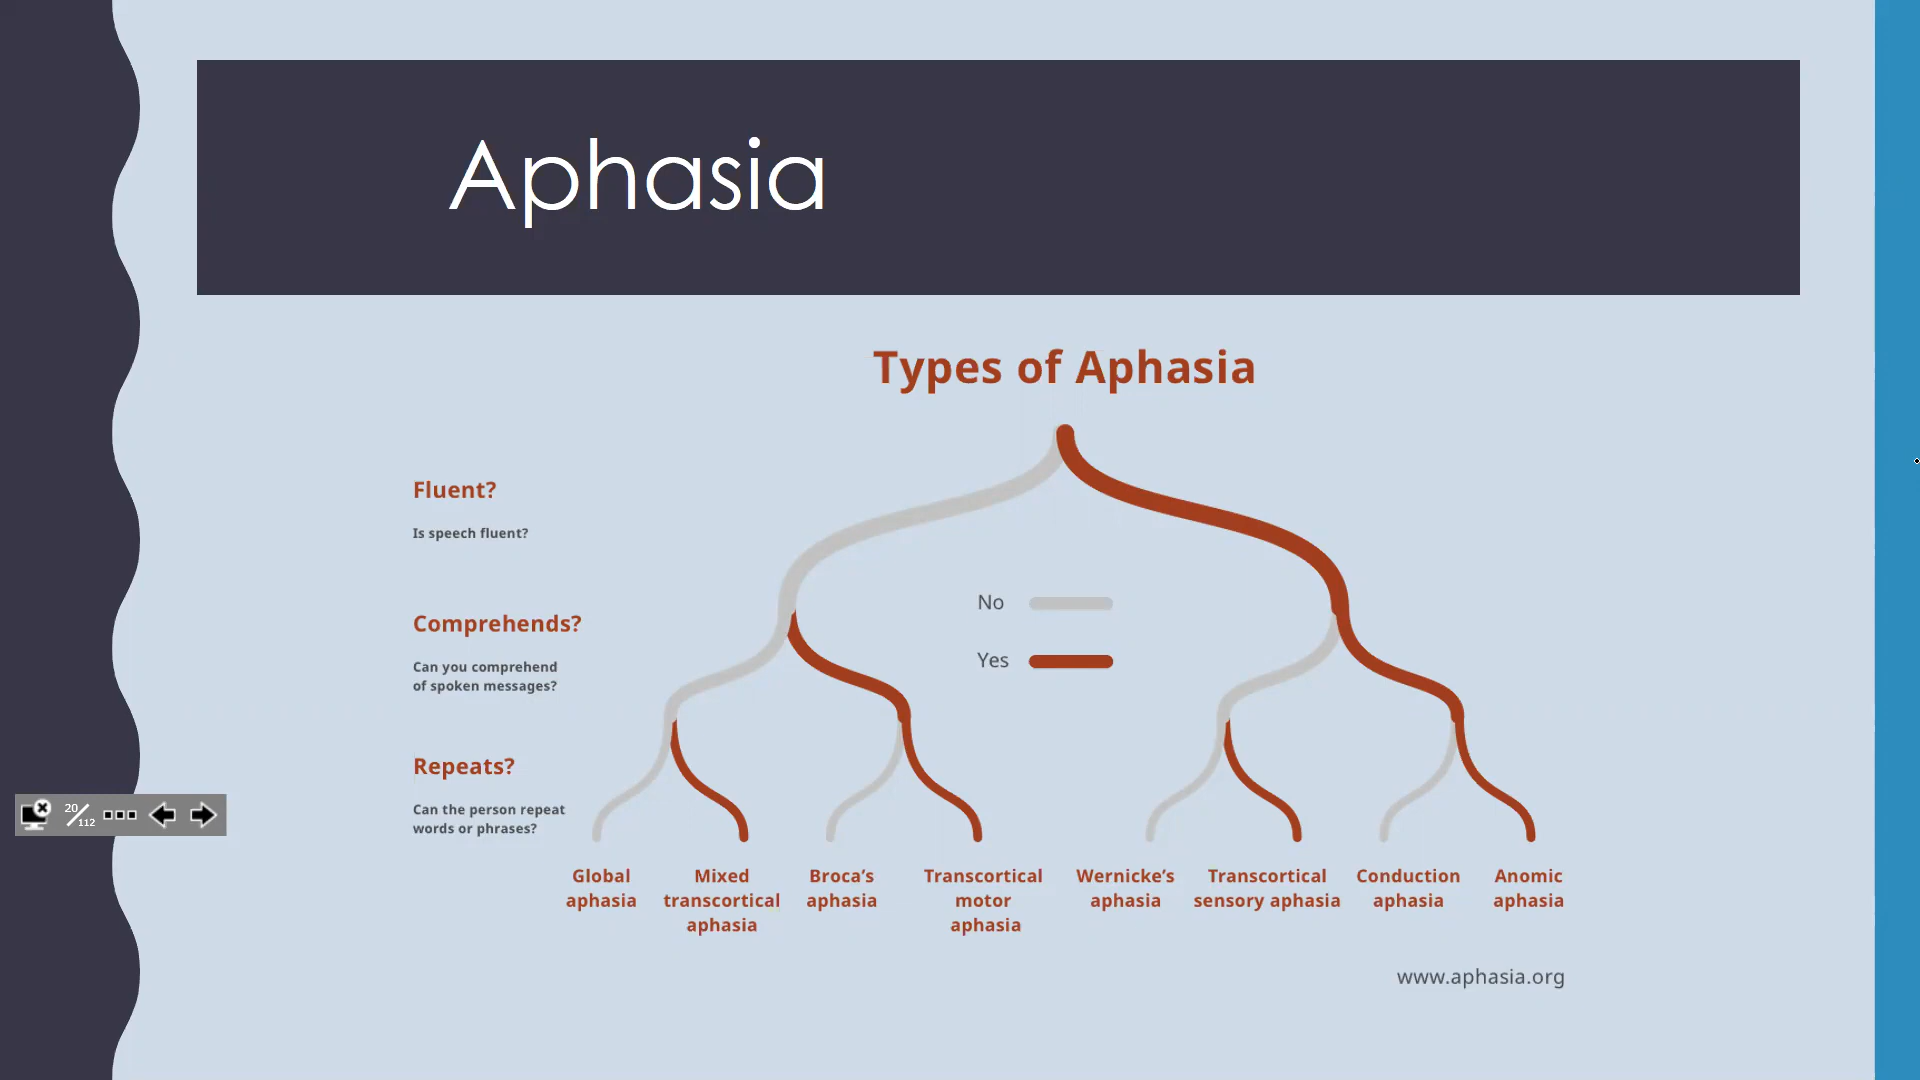 Aphasia
Types of Aphasia
Fluent?
Is speech fluent?
No
Comprehends?
Yes
Can you comprehend
of spoken messages?
Repeats?
Can the person repeat
words or phrases?
20/112
Global
aphasia
Mixed
transcortical
aphasia
Broca’s
aphasia
Transcortical
motor
aphasia
Wernicke’s
aphasia
Transcortical
sensory aphasia
Conduction
aphasia
Anomic
aphasia
www.aphasia.org